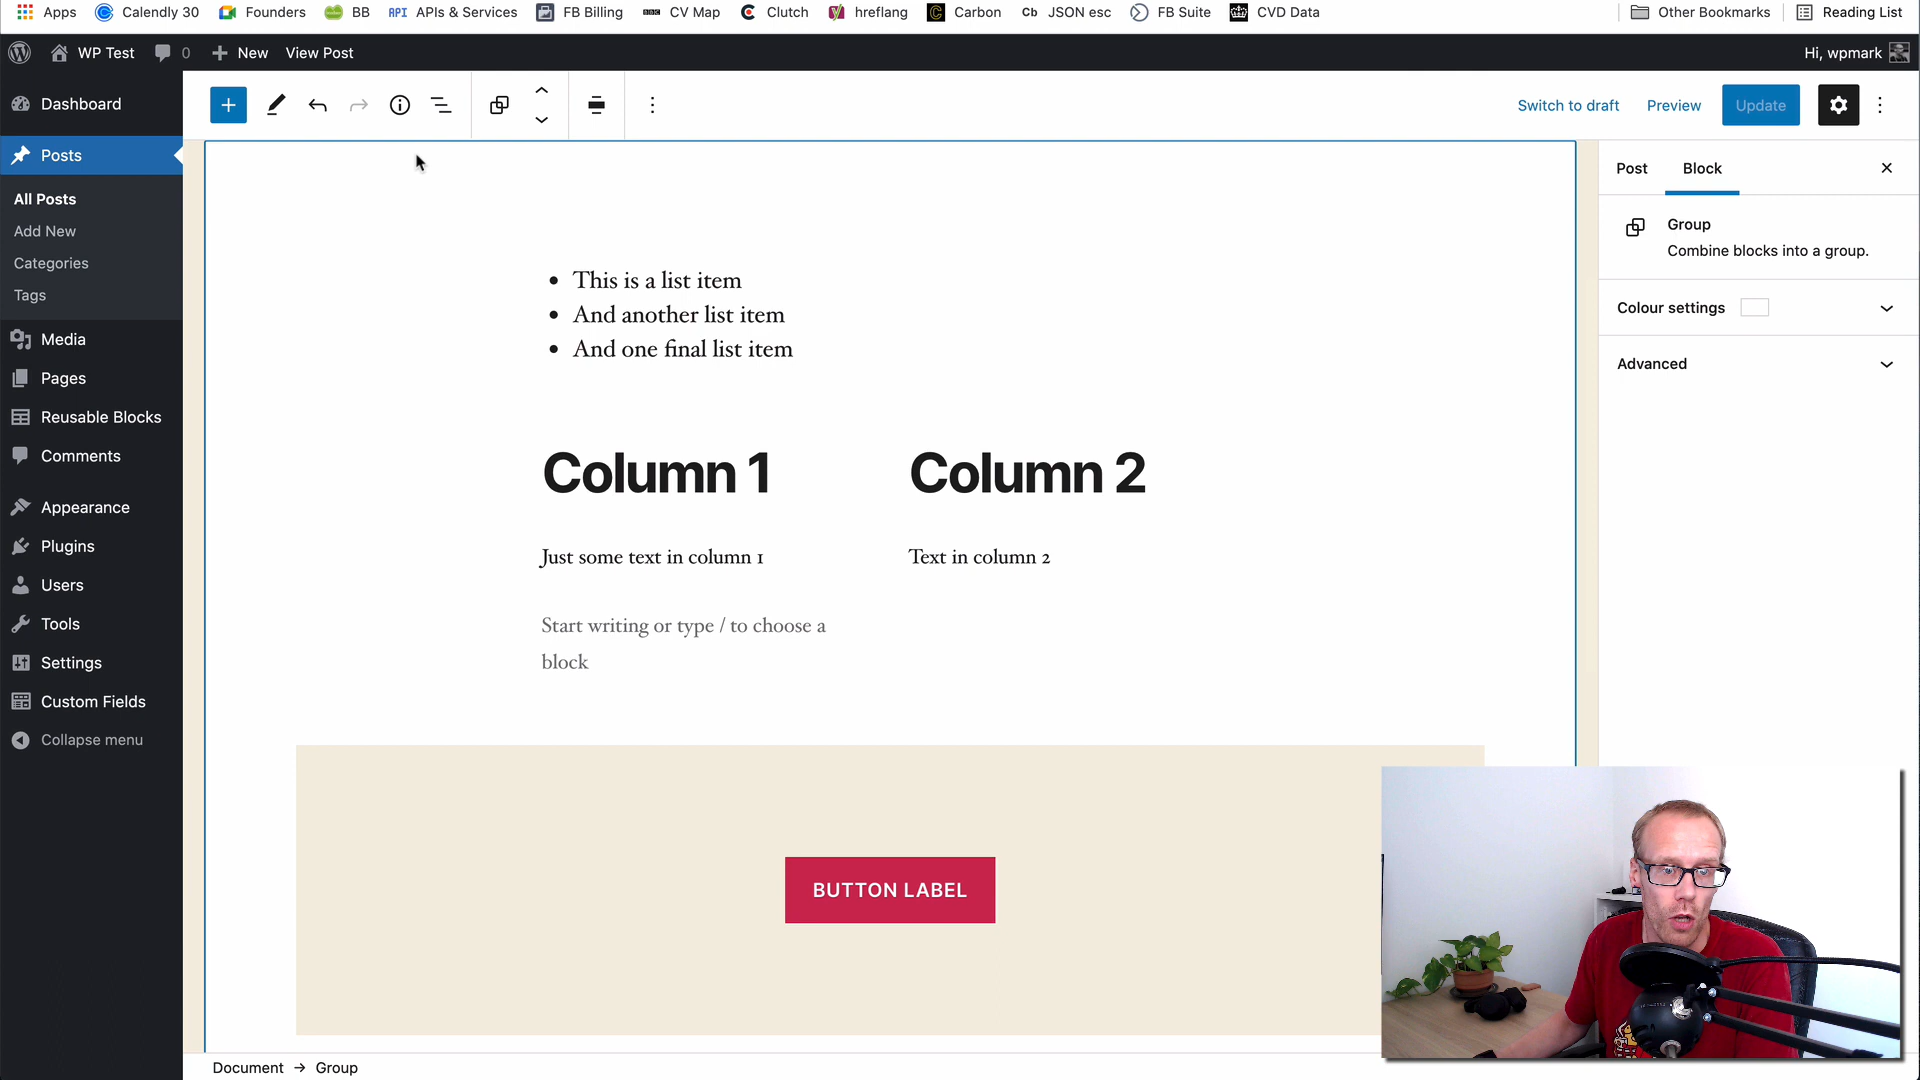 Apps Calendly 30 Founders BB API APIs & Services FB Billing BBC CV Map Clutch hreflang Carbon Cb JSON esc FB Suite CVD Data Other Bookmarks Reading List
WP Test 0 New View Post Hi, wpmark
Dashboard
Posts
All Posts
Add New
Categories
Tags
Media
Pages
Reusable Blocks
Comments
Appearance
Plugins
Users
Tools
Settings
Custom Fields
Collapse menu
Switch to draft Preview Update
This is a list item
And another list item
And one final list item
Column 1 Column 2
Just some text in column 1 Text in column 2
Start writing or type / to choose a
block
BUTTON LABEL
Post Block
Group
Combine blocks into a group.
Colour settings
Advanced
Document → Group